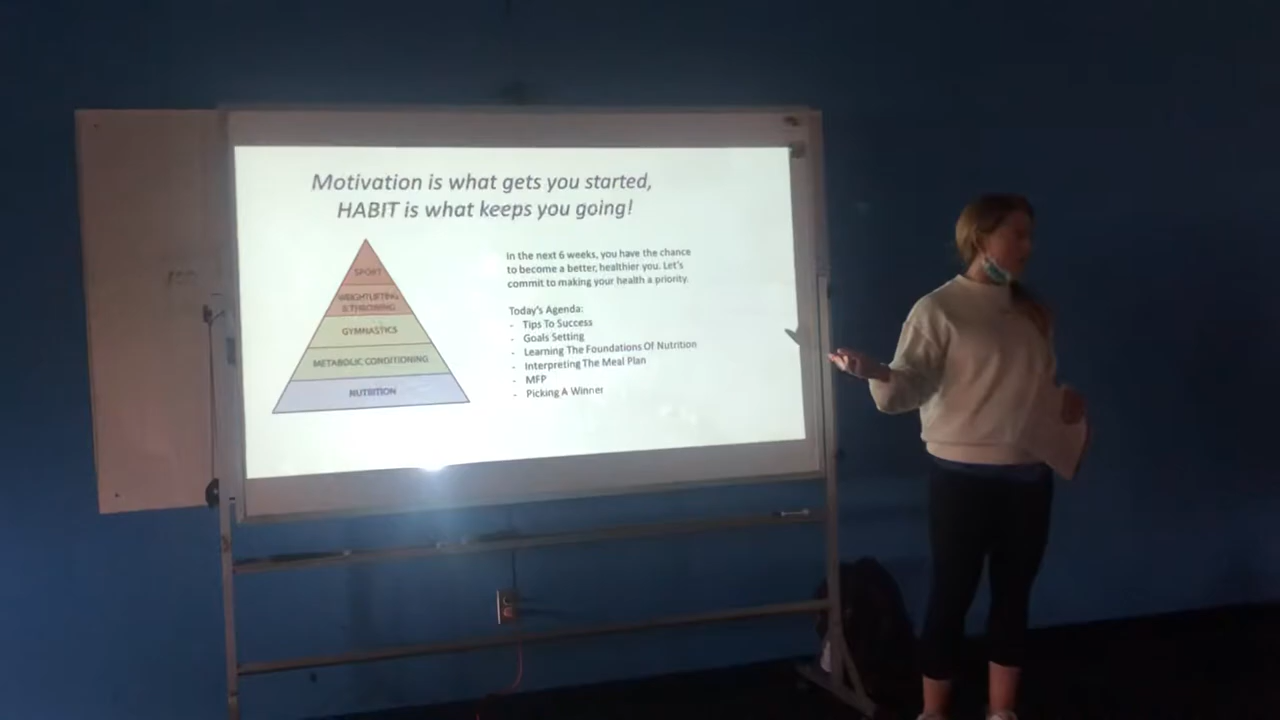 Motivation is what gets you started,
HABIT is what keeps you going!
SPORT
WEIGHTLIFTING
& THROWING
GYMNASTICS
METABOLIC CONDITIONING
NUTRITION
In the next 6 weeks, you have the chance
to become a better, healthier you. Let's
commit to making your health a priority.
Today's Agenda:
- Tips To Success
- Goals Setting
- Learning The Foundations Of Nutrition
- Interpreting The Meal Plan
- MFP
- Picking A Winner